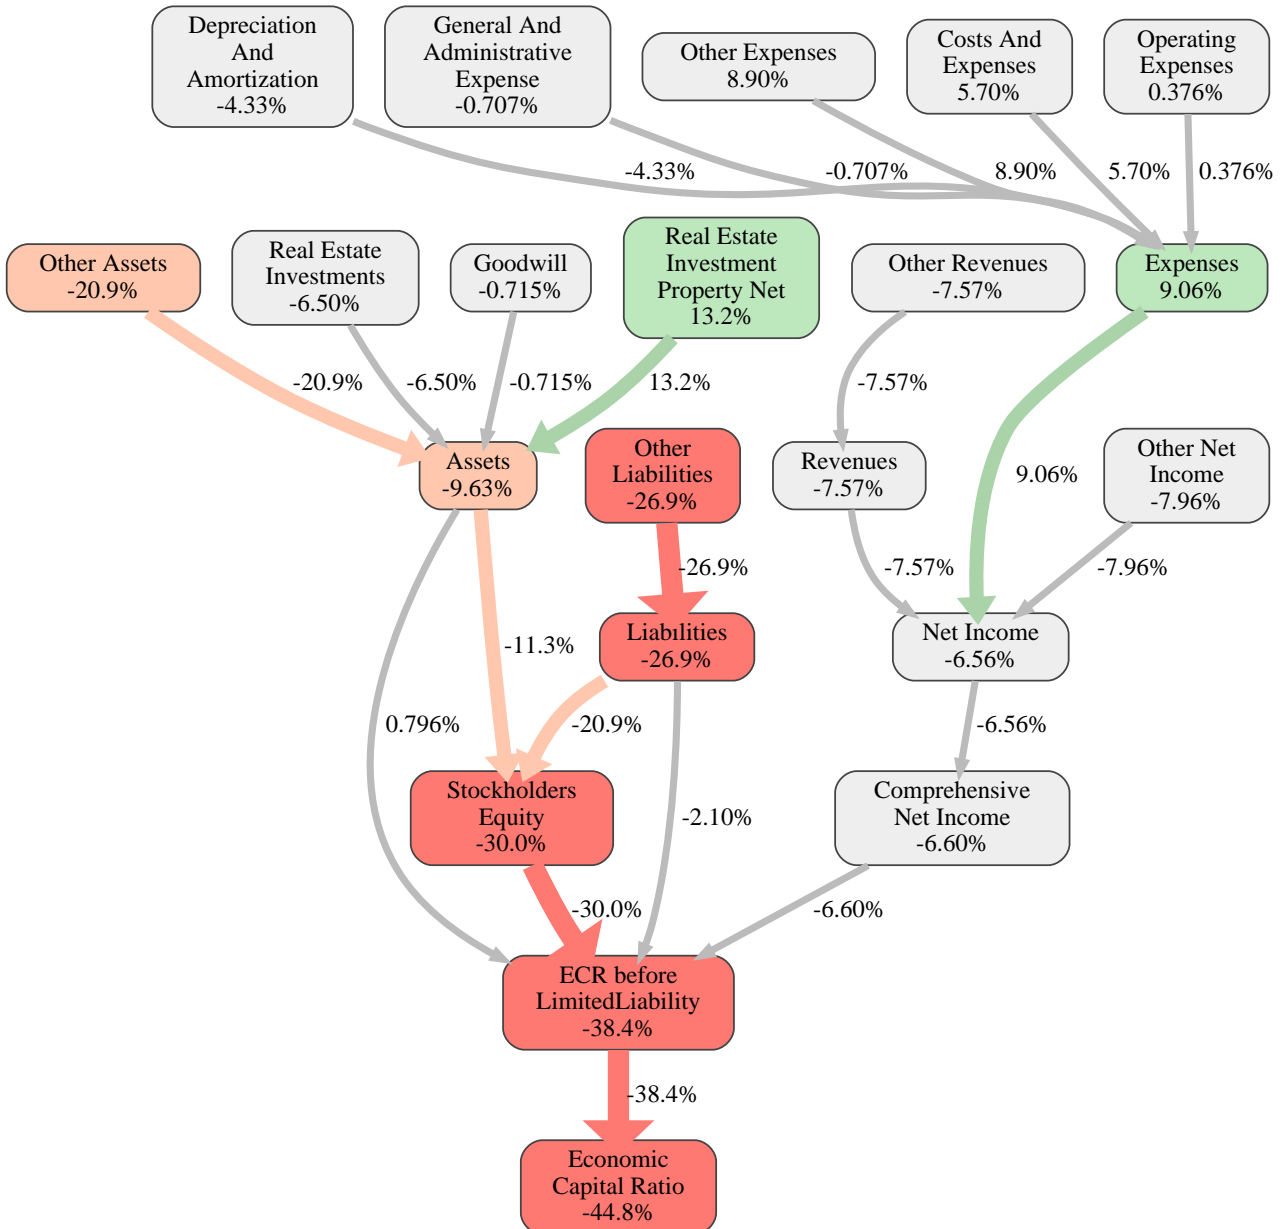 Depreciation
And
Amortization
-4.33%
General And
Administrative
Expense
-0.707%
Other Expenses
8.90%
Costs And
Expenses
5.70%
Operating
Expenses
0.376%
-4.33%
-0.707%
8.90%
5.70%
0.376%
Other Assets
-20.9%
Real Estate
Investments
-6.50%
Goodwill
-0.715%
Real Estate
Investment
Property Net
13.2%
Other Revenues
-7.57%
Expenses
9.06%
-20.9%
-6.50%
-0.715%
13.2%
-7.57%
Assets
-9.63%
Other
Liabilities
-26.9%
Revenues
-7.57%
9.06%
Other Net
Income
-7.96%
-26.9%
-7.57%
-7.96%
-11.3%
Liabilities
-26.9%
Net Income
-6.56%
0.796%
-20.9%
-6.56%
Stockholders
Equity
-30.0%
-2.10%
Comprehensive
Net Income
-6.60%
-30.0%
-6.60%
ECR before
LimitedLiability
-38.4%
-38.4%
Economic
Capital Ratio
-44.8%